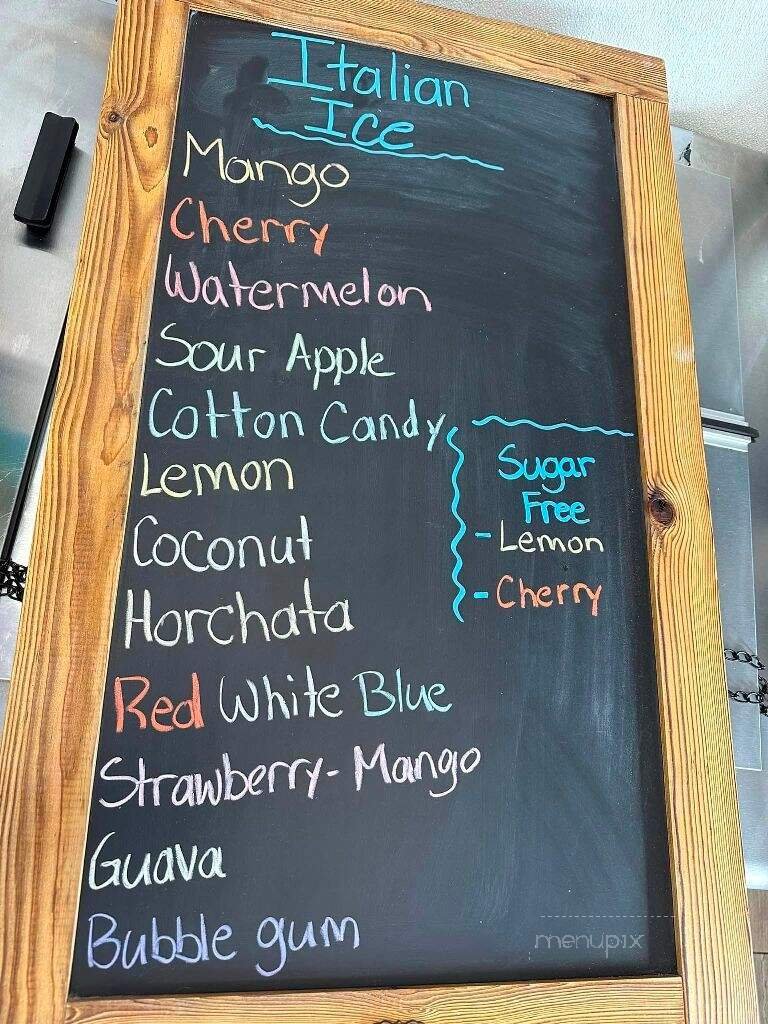 Italian
Ice
Mango
Cherry
Watermelon
Sour Apple
Cotton Candy
Lemon
Coconut
Horchata
Red White Blue
Strawberry-Mango
Guava
Bubble gum
Sugar
Free
- Lemon
- Cherry
menupix